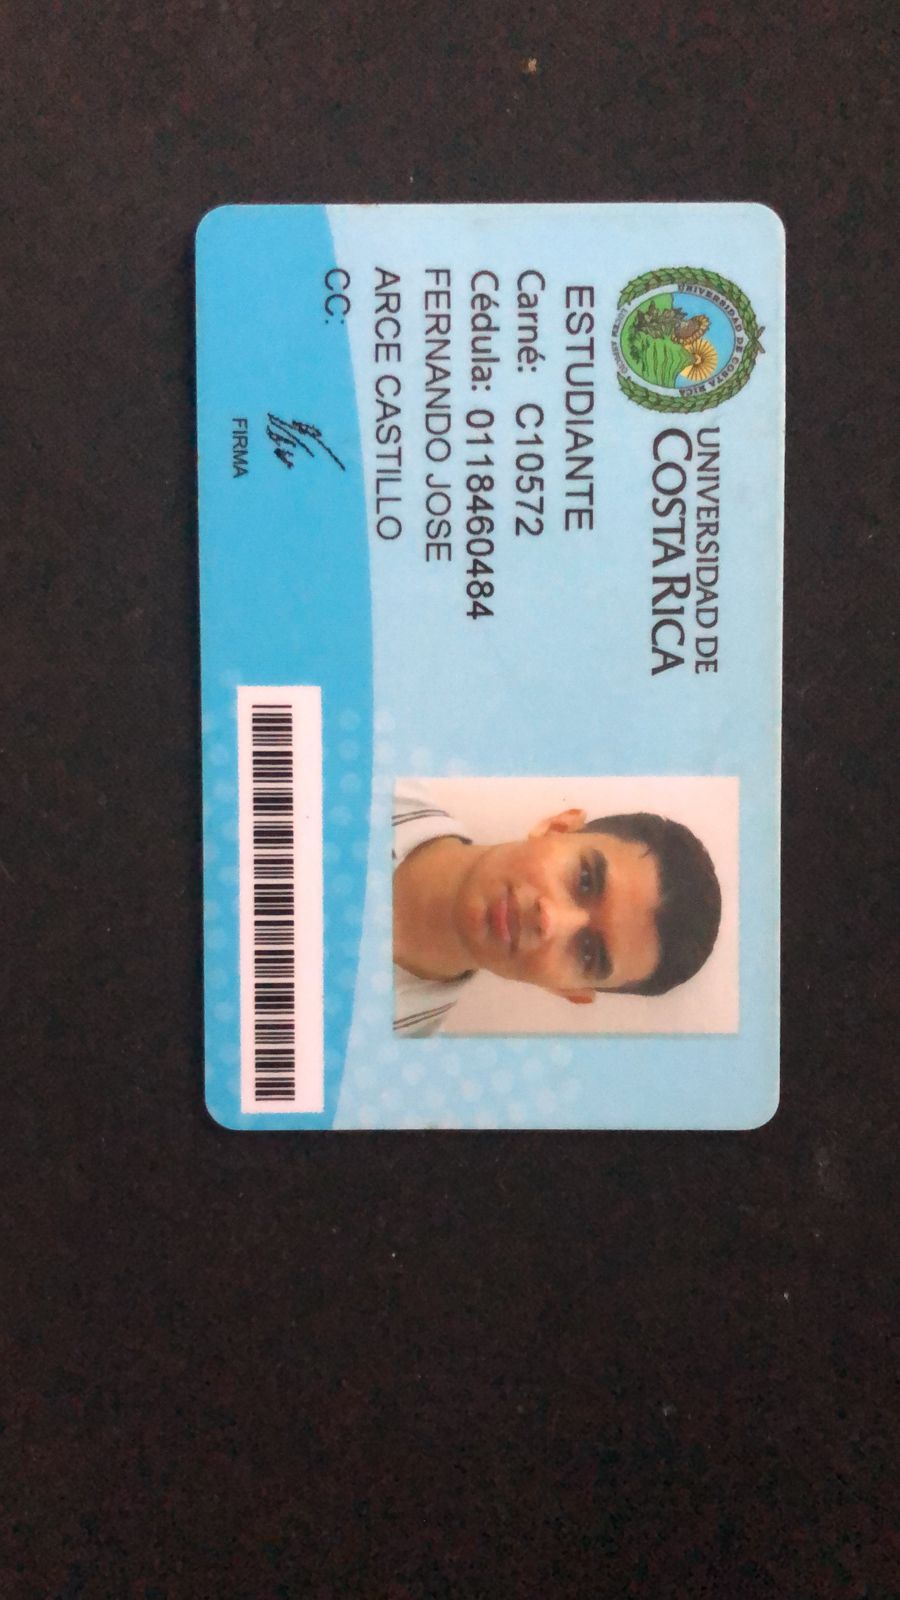 UNIVERSIDAD DE
COSTA RICA
UNIVERSIDAD DE COSTA RICA
ESTUDIANTE
Carné: C10572
Cédula: 0118460484
FERNANDO JOSE
ARCE CASTILLO
CC:
FIRMA